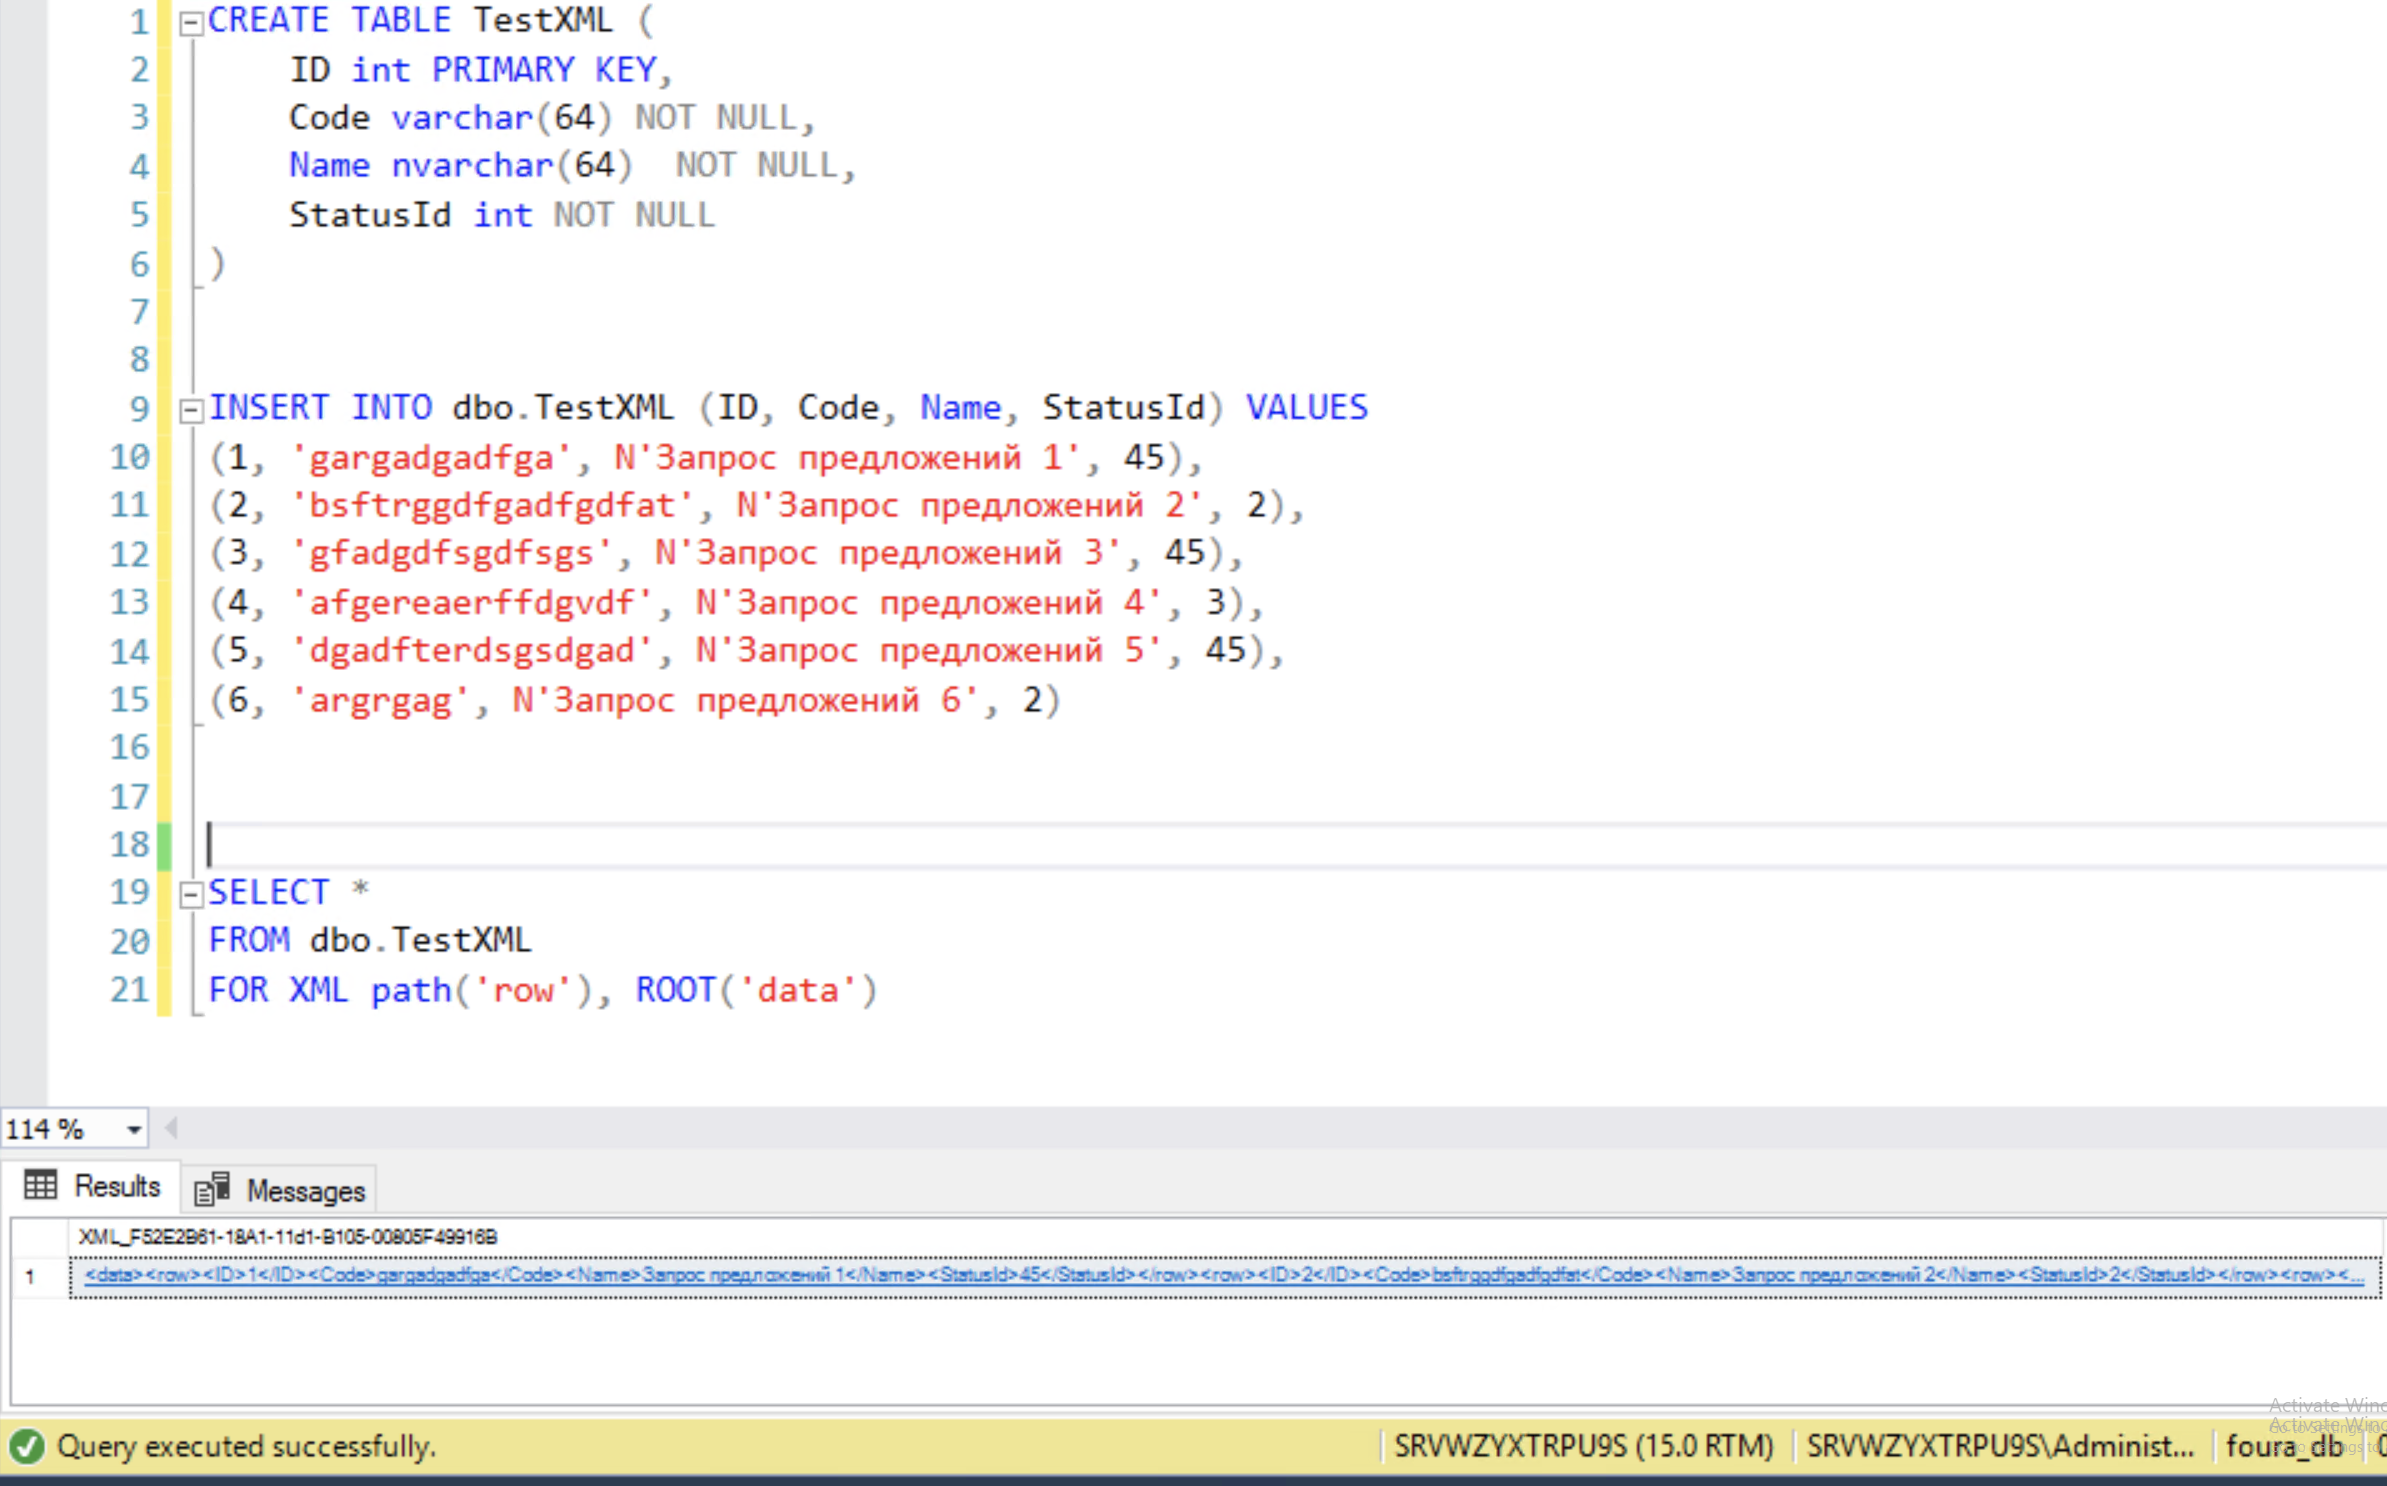 1 CREATE TABLE TestXML (
2 ID int PRIMARY KEY,
3 Code varchar(64) NOT NULL,
4 Name nvarchar(64)  NOT NULL,
5 StatusId int NOT NULL
6 )
7
8
9 INSERT INTO dbo.TestXML (ID, Code, Name, StatusId) VALUES
10 (1, 'gargadgadfga', N'Запрос предложений 1', 45),
11 (2, 'bsftrggdfgadfgdfat', N'Запрос предложений 2', 2),
12 (3, 'gfadgdfsgdfsgs', N'Запрос предложений 3', 45),
13 (4, 'afgereaerffdgvdf', N'Запрос предложений 4', 3),
14 (5, 'dgadfterdsgsdgad', N'Запрос предложений 5', 45),
15 (6, 'argrgag', N'Запрос предложений 6', 2)
16
17
18
19 SELECT *
20 FROM dbo.TestXML
21 FOR XML path('row'), ROOT('data')
114 %
Results Messages
XML_F52E2B61-18A1-11d1-B105-00805F49916B
1 <data><row><ID>1</ID><Code>gargadgadfga</Code><Name>Запрос предложений 1</Name><StatusId>45</StatusId></row><row><ID>2</ID><Code>bsftrggdfgadfgdfat</Code><Name>Запрос предложений 2</Name><StatusId>2</StatusId></row><row><...
Activate Wind
Activate Wind
Query executed successfully. SRVWZYXTRPU9S (15.0 RTM) SRVWZYXTRPU9S\Administ... foura_db